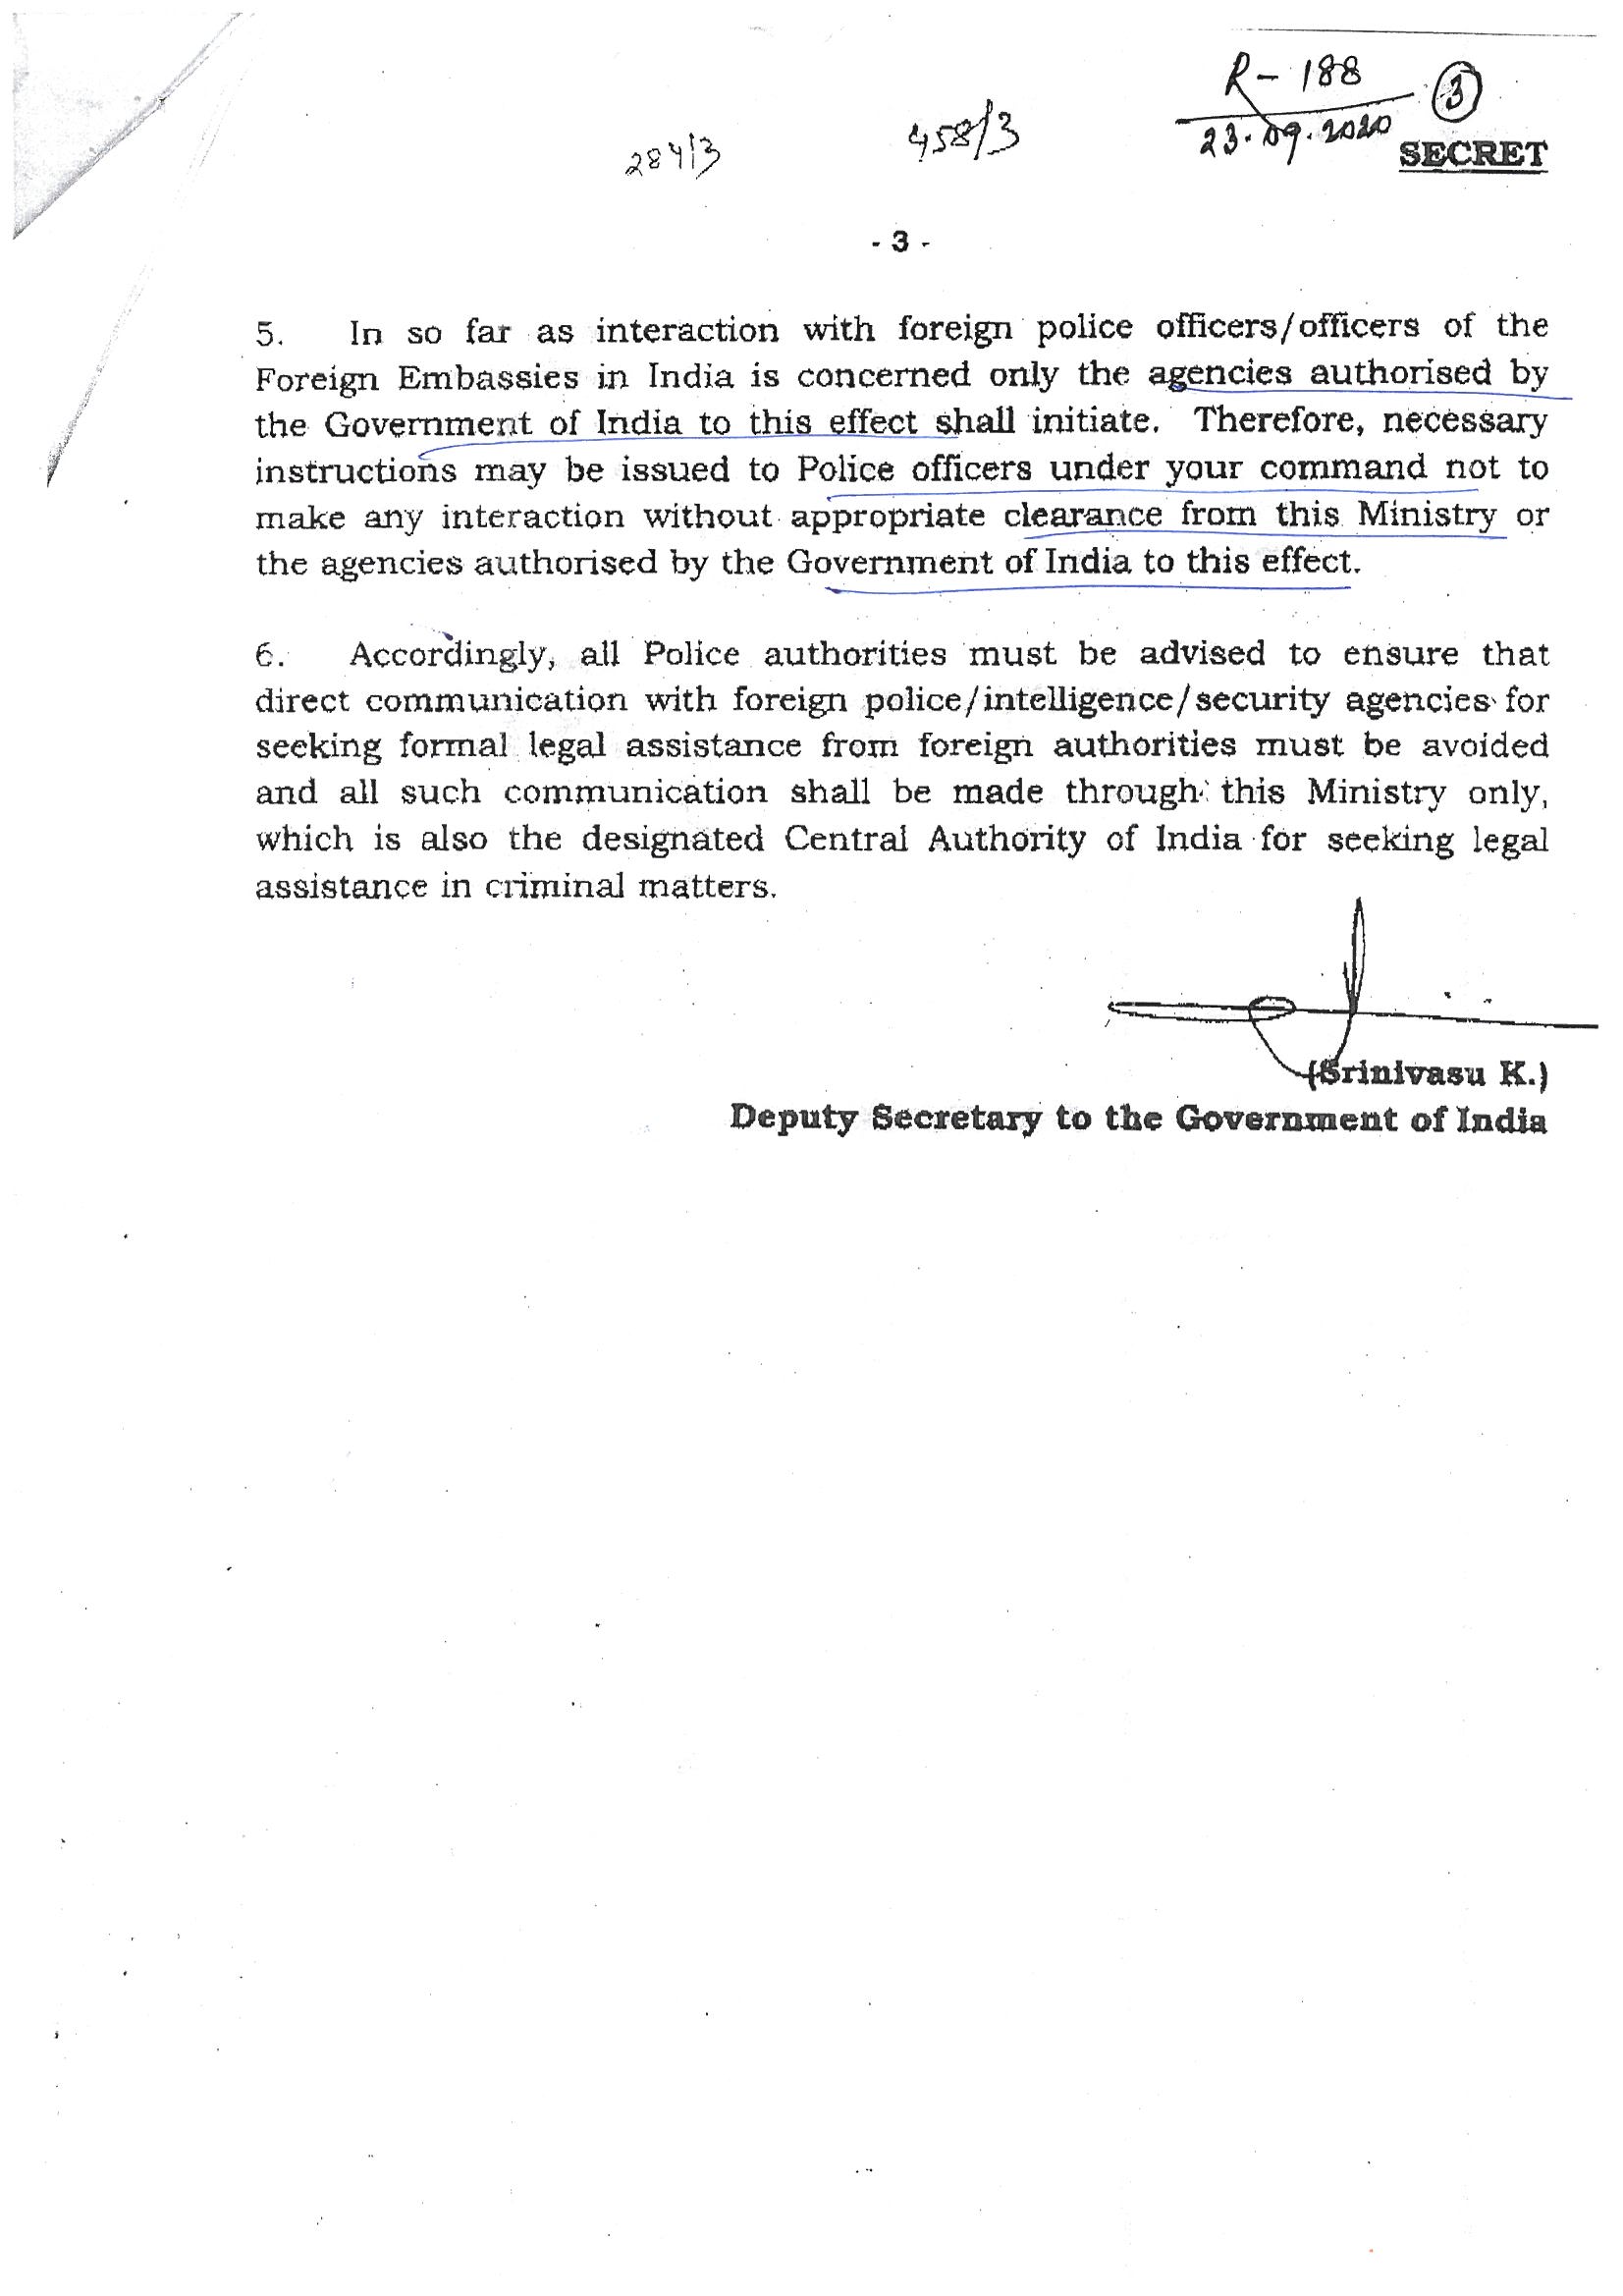 R- 188
3
23.09.2020
284/3
458/3
SECRET
- 3 -
5. In so far as interaction with foreign police officers/officers of the
Foreign Embassies in India is concerned only the agencies authorised by
the Government of India to this effect shall initiate. Therefore, necessary
instructions may be issued to Police officers under your command not to
make any interaction without appropriate clearance from this Ministry or
the agencies authorised by the Government of India to this effect.
6. Accordingly, all Police authorities must be advised to ensure that
direct communication with foreign police/intelligence/security agencies for
seeking formal legal assistance from foreign authorities must be avoided
and all such communication shall be made through this Ministry only,
which is also the designated Central Authority of India for seeking legal
assistance in criminal matters.
(Srinivasu K.)
Deputy Secretary to the Government of India